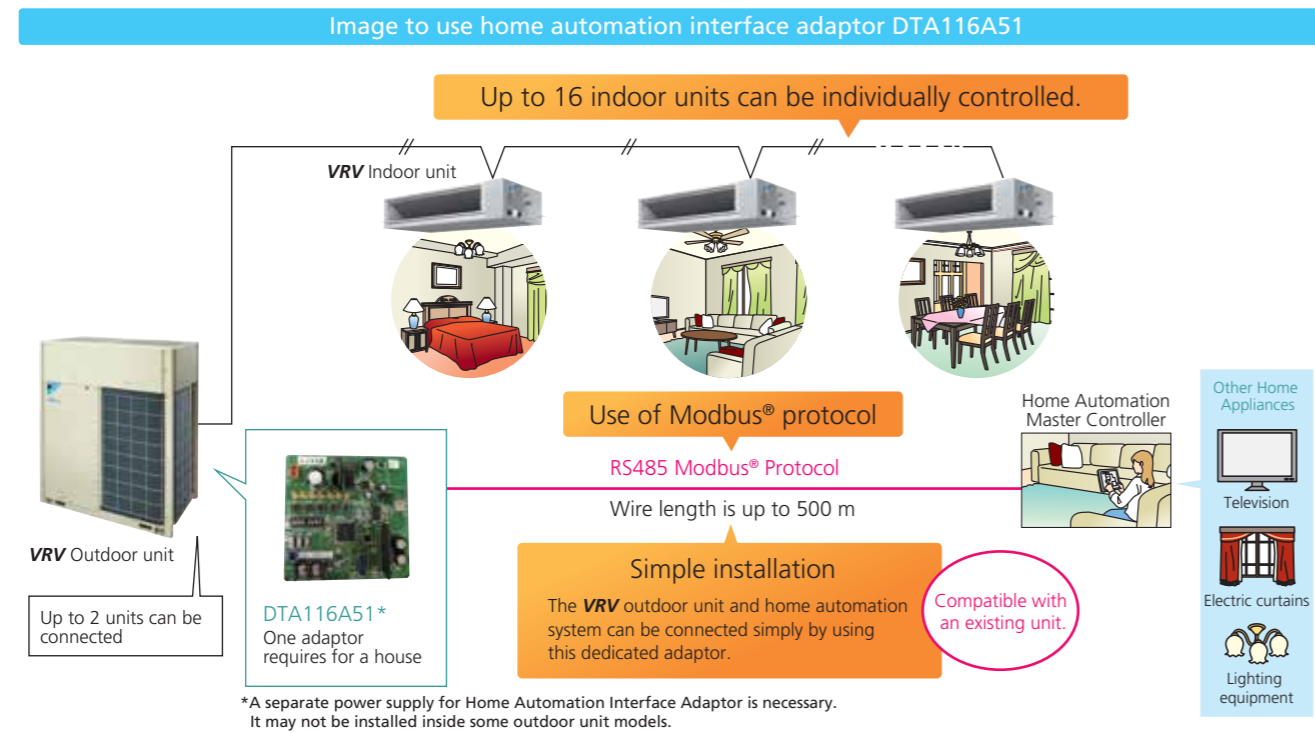 Image to use home automation interface adaptor DTA116A51
Up to 16 indoor units can be individually controlled.
VRV Indoor unit
Use of Modbus® protocol
RS485 Modbus® Protocol
Wire length is up to 500 m
Home Automation
Master Controller
Other Home
Appliances
Television
Electric curtains
Lighting
equipment
VRV Outdoor unit
Up to 2 units can be
connected
DTA116A51*
One adaptor
requires for a house
Simple installation
The VRV outdoor unit and home automation
system can be connected simply by using
this dedicated adaptor.
Compatible with
an existing unit.
*A separate power supply for Home Automation Interface Adaptor is necessary.
It may not be installed inside some outdoor unit models.